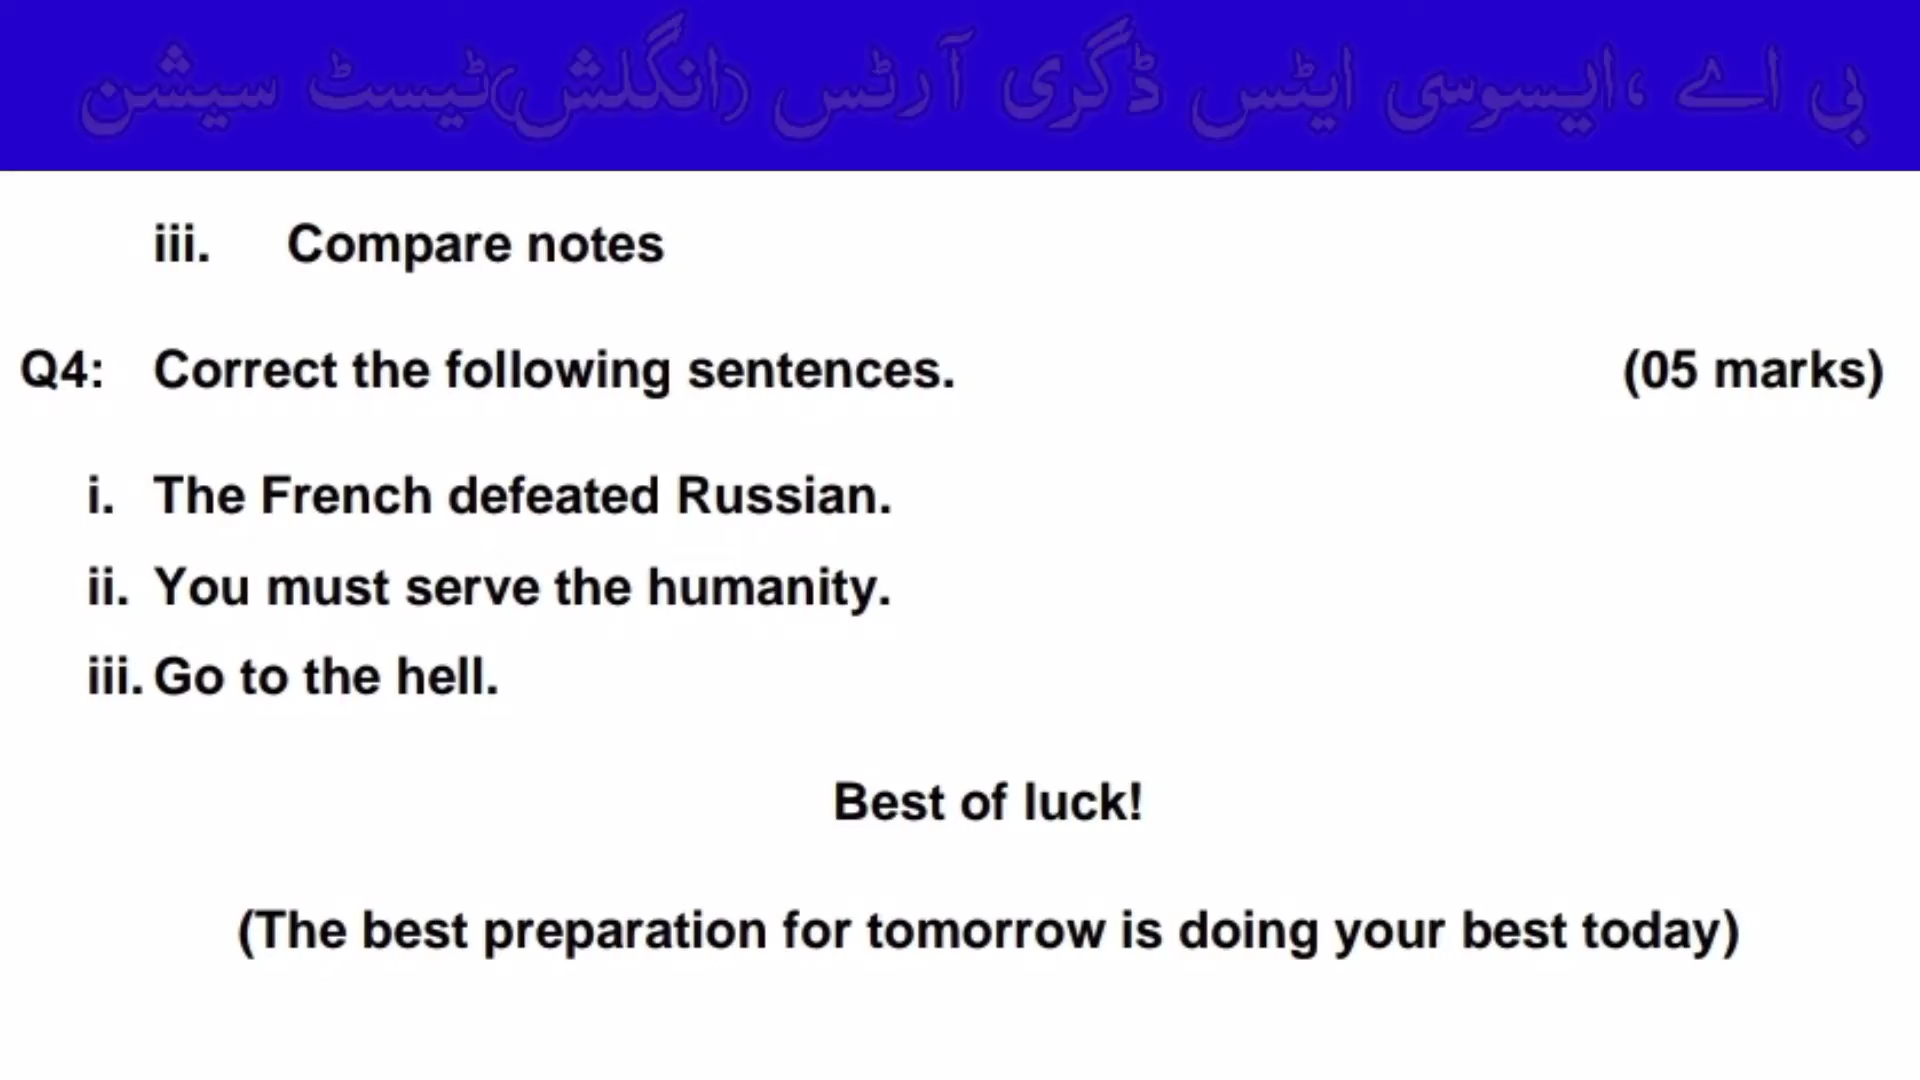 بی اے ،ایسوسی ایٹس ڈگری آرٹس (انگلش)ٹیسٹ سیشن
iii. Compare notes
Q4: Correct the following sentences. (05 marks)
i. The French defeated Russian.
ii. You must serve the humanity.
iii. Go to the hell.
Best of luck!
(The best preparation for tomorrow is doing your best today)